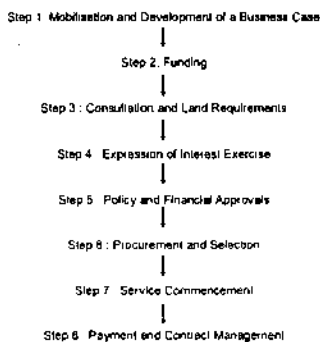 Step 1 Mobilisation and Development of a Business Case
Step 2. Funding
Step 3 : Consultation and Land Requirements
Step 4 Expression of Interest Exercise
Step 5 Policy and Financial Approvals
Step 6 : Procurement and Selection
Step 7 Service Commencement
Step 8 Payment and Contract Management